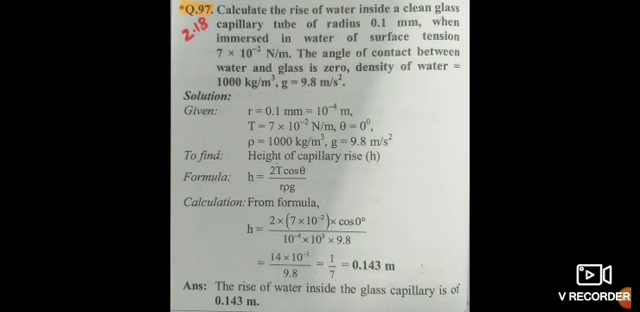 *Q.97. Calculate the rise of water inside a clean glass
2.18 capillary tube of radius 0.1 mm, when
immersed in water of surface tension
7 × 10⁻² N/m. The angle of contact between
water and glass is zero, density of water =
1000 kg/m³, g = 9.8 m/s².
Solution:
Given: r = 0.1 mm = 10⁻⁴ m,
T = 7 × 10⁻² N/m, θ = 0⁰,
ρ = 1000 kg/m³, g = 9.8 m/s²
To find: Height of capillary rise (h)
Formula: h = 2T cosθ / rρg
Calculation: From formula,
h = 2×(7×10⁻²)× cos0° / 10⁻⁴×10³×9.8
= 14×10⁻¹ / 9.8 = 1/7 = 0.143 m
Ans: The rise of water inside the glass capillary is of
0.143 m.
V RECORDER